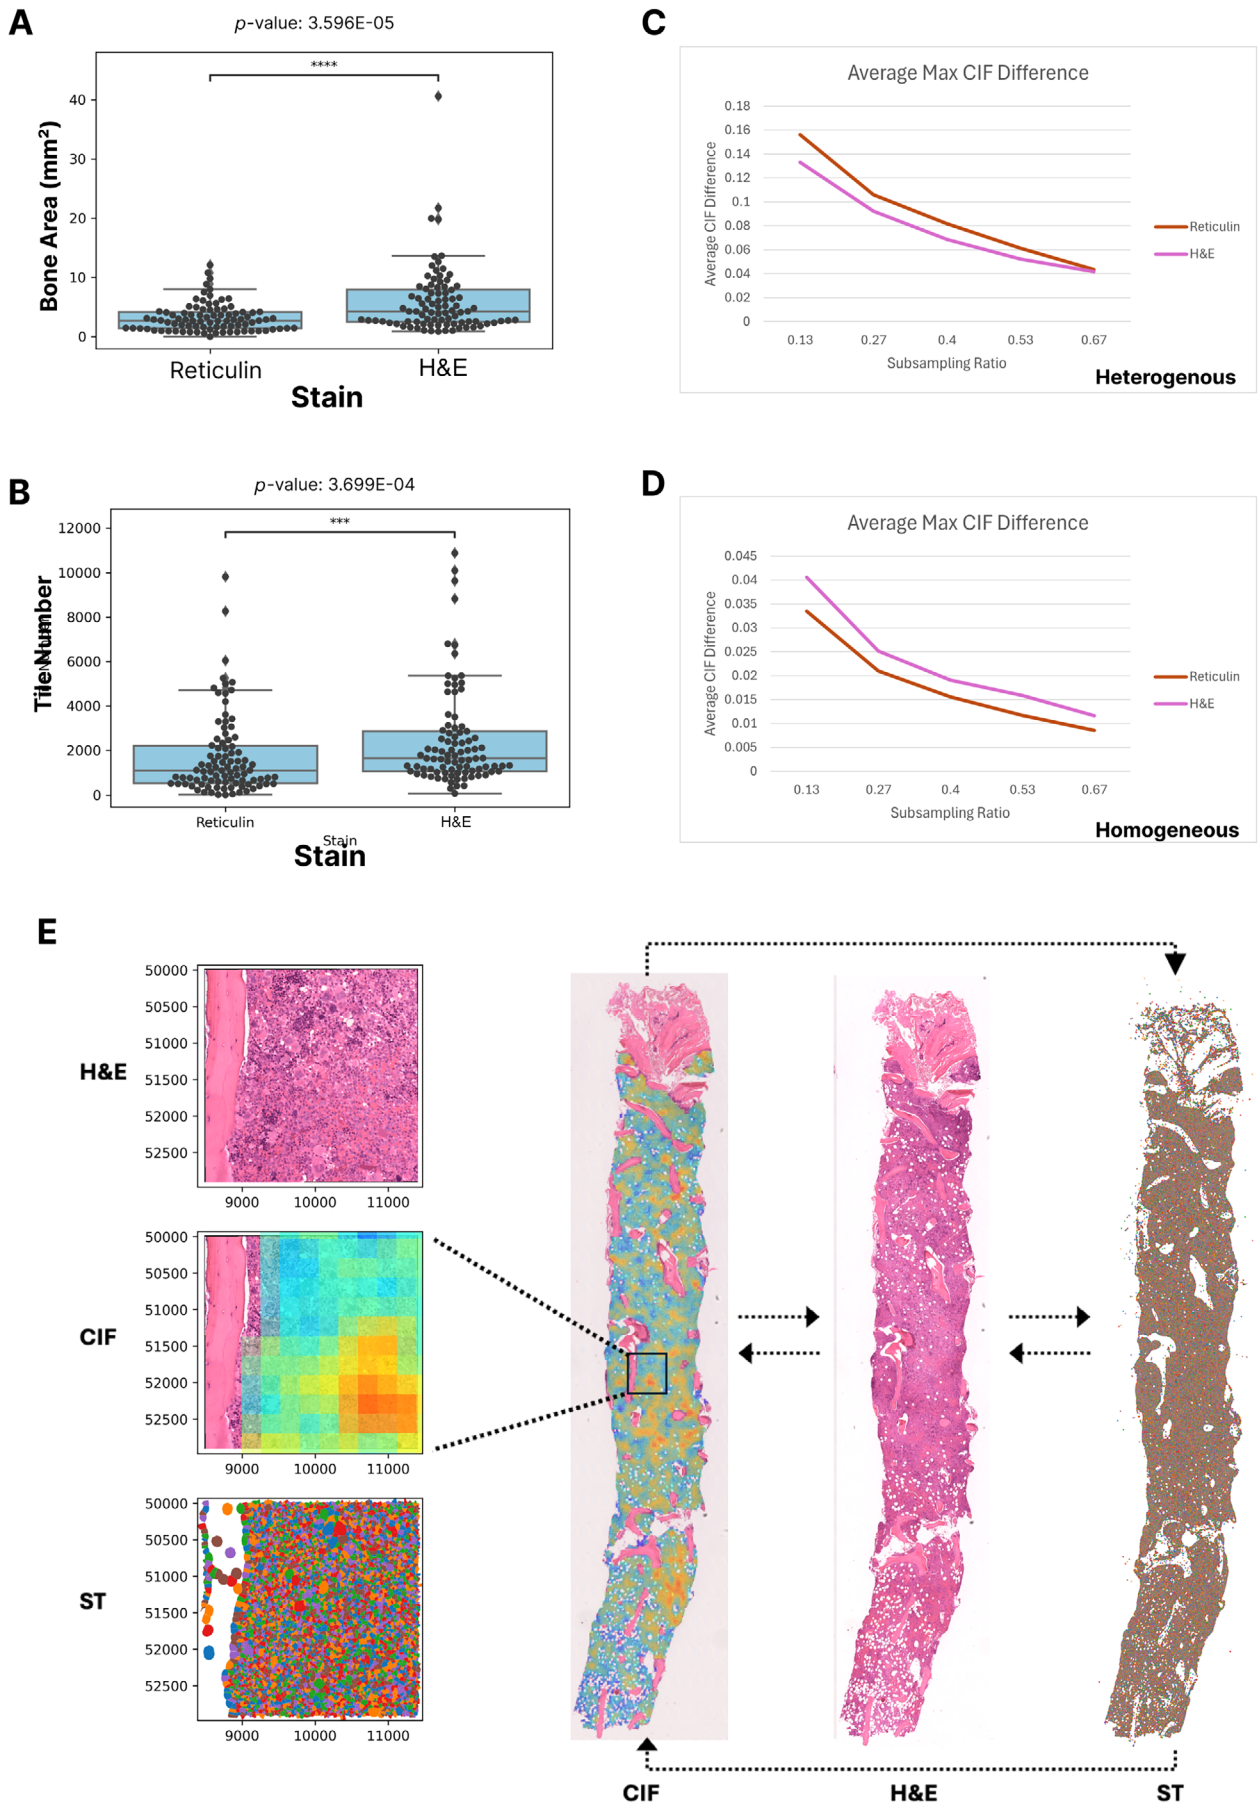 A
p-value: 3.596E-05
****
Bone Area (mm²)
40
30
20
10
0
Reticulin
H&E
Stain
B
p-value: 3.699E-04
***
Tile Number
12000
10000
8000
6000
4000
2000
0
Reticulin
H&E
Stain
Stain
C
Average Max CIF Difference
Average CIF Difference
0.18
0.16
0.14
0.12
0.1
0.08
0.06
0.04
0.02
0
0.13 0.27 0.4 0.53 0.67
Subsampling Ratio
Reticulin
H&E
Heterogenous
D
Average Max CIF Difference
Average CIF Difference
0.045
0.04
0.035
0.03
0.025
0.02
0.015
0.01
0.005
0
0.13 0.27 0.4 0.53 0.67
Subsampling Ratio
Reticulin
H&E
Homogeneous
E
H&E
50000
50500
51000
51500
52000
52500
9000 10000 11000
CIF
50000
50500
51000
51500
52000
52500
9000 10000 11000
ST
50000
50500
51000
51500
52000
52500
9000 10000 11000
CIF
H&E
ST